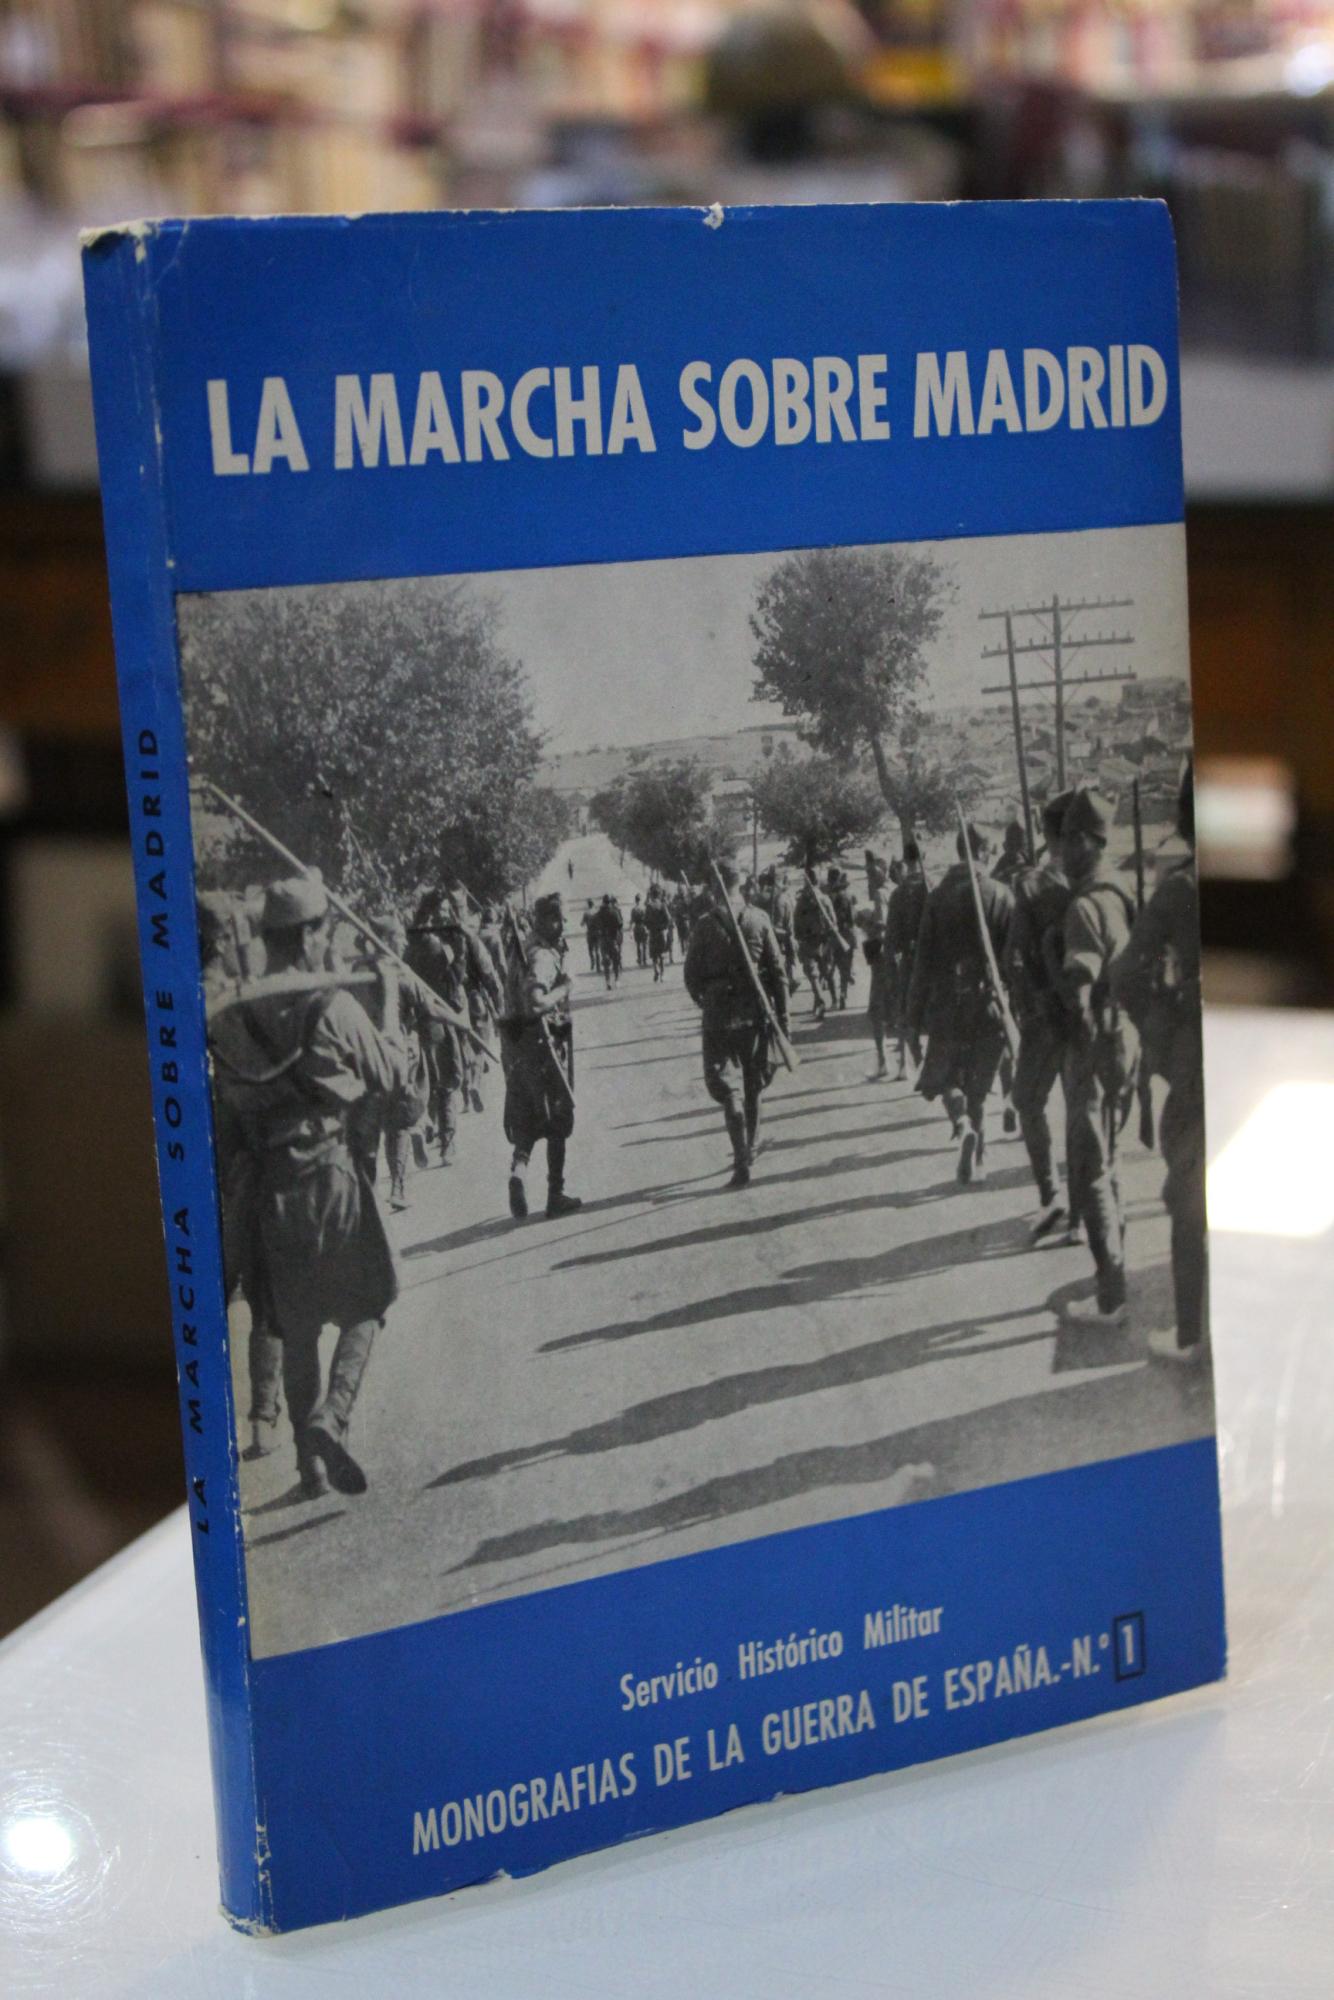 LA MARCHA SOBRE MADRID
LA MARCHA SOBRE MADRID
Servicio Histórico Militar
MONOGRAFIAS DE LA GUERRA DE ESPAÑA.-N.º 1